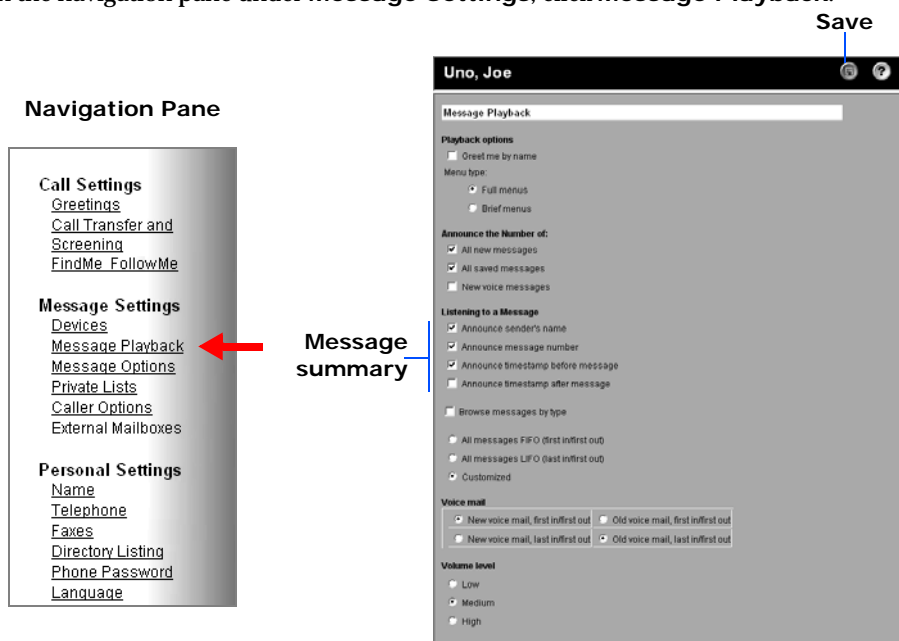 the navigation pane under Message Settings, click Message Playback.
Save
Uno, Joe
?
Navigation Pane
Call Settings
Greetings
Call Transfer and
Screening
FindMe FollowMe
Message Settings
Devices
Message Playback
Message Options
Private Lists
Caller Options
External Mailboxes
Personal Settings
Name
Telephone
Faxes
Directory Listing
Phone Password
Language
Message
summary
Message Playback
Playback options
Greet me by name
Menu type:
Full menus
Brief menus
Announce the Number of:
All new messages
All saved messages
New voice messages
Listening to a Message
Announce sender's name
Announce message number
Announce timestamp before message
Announce timestamp after message
Browse messages by type
All messages FIFO (first in/first out)
All messages LIFO (last in/first out)
Customized
Voice mail
New voice mail, first in/first out
Old voice mail, first in/first out
New voice mail, last in/first out
Old voice mail, last in/first out
Volume level
Low
Medium
High